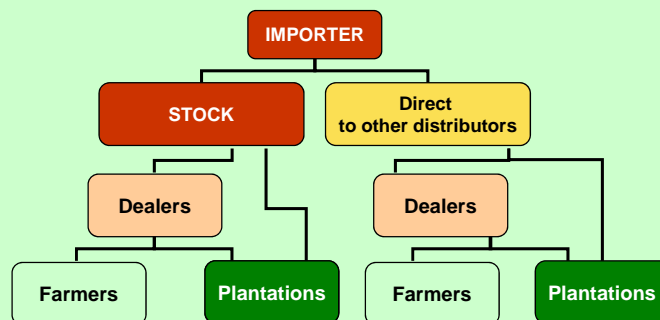 IMPORTER
STOCK
Direct
to other distributors
Dealers
Dealers
Farmers
Plantations
Farmers
Plantations